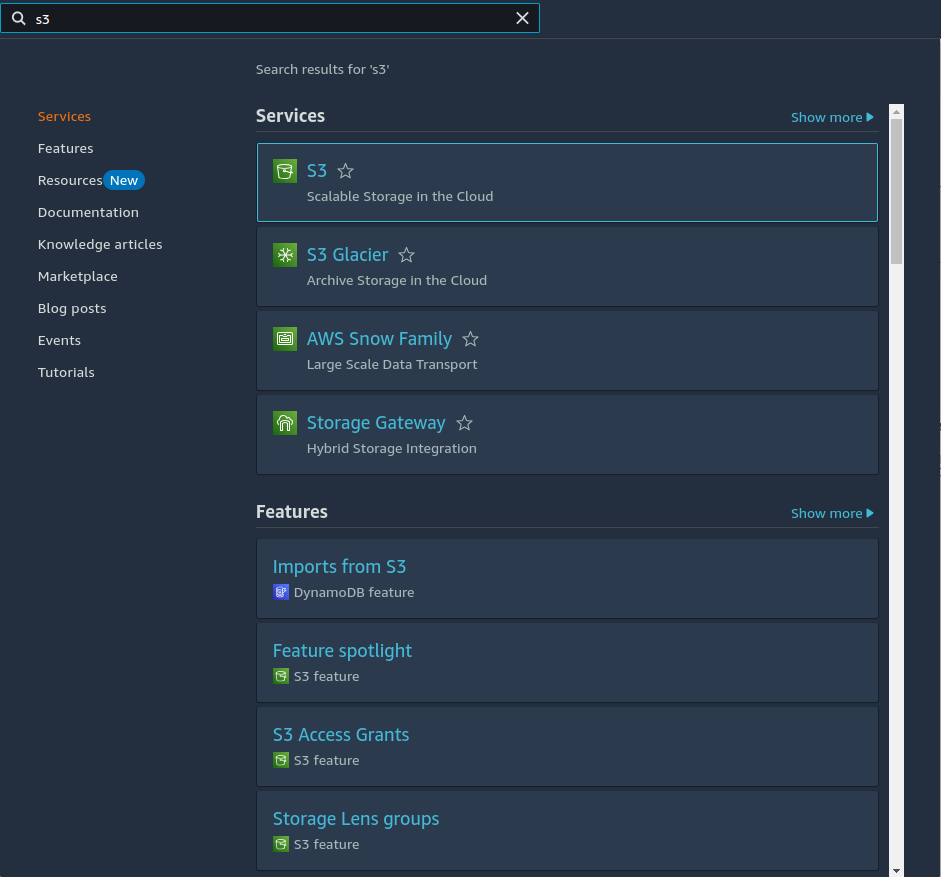 s3
Search results for 's3'
Services
Features
Resources New
Documentation
Knowledge articles
Marketplace
Blog posts
Events
Tutorials
Services
Show more
S3
Scalable Storage in the Cloud
S3 Glacier
Archive Storage in the Cloud
AWS Snow Family
Large Scale Data Transport
Storage Gateway
Hybrid Storage Integration
Features
Show more
Imports from S3
DynamoDB feature
Feature spotlight
S3 feature
S3 Access Grants
S3 feature
Storage Lens groups
S3 feature